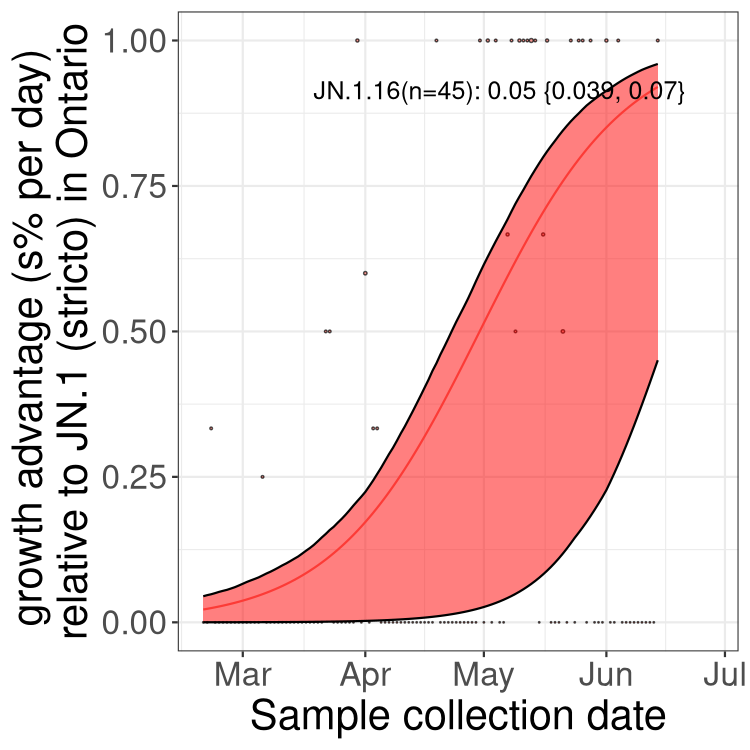 growth advantage (s% per day)
relative to JN.1 (stricto) in Ontario
1.00
0.75
0.50
0.25
0.00
JN.1.16(n=45): 0.05 {0.039, 0.07}
Mar Apr May Jun Jul
Sample collection date